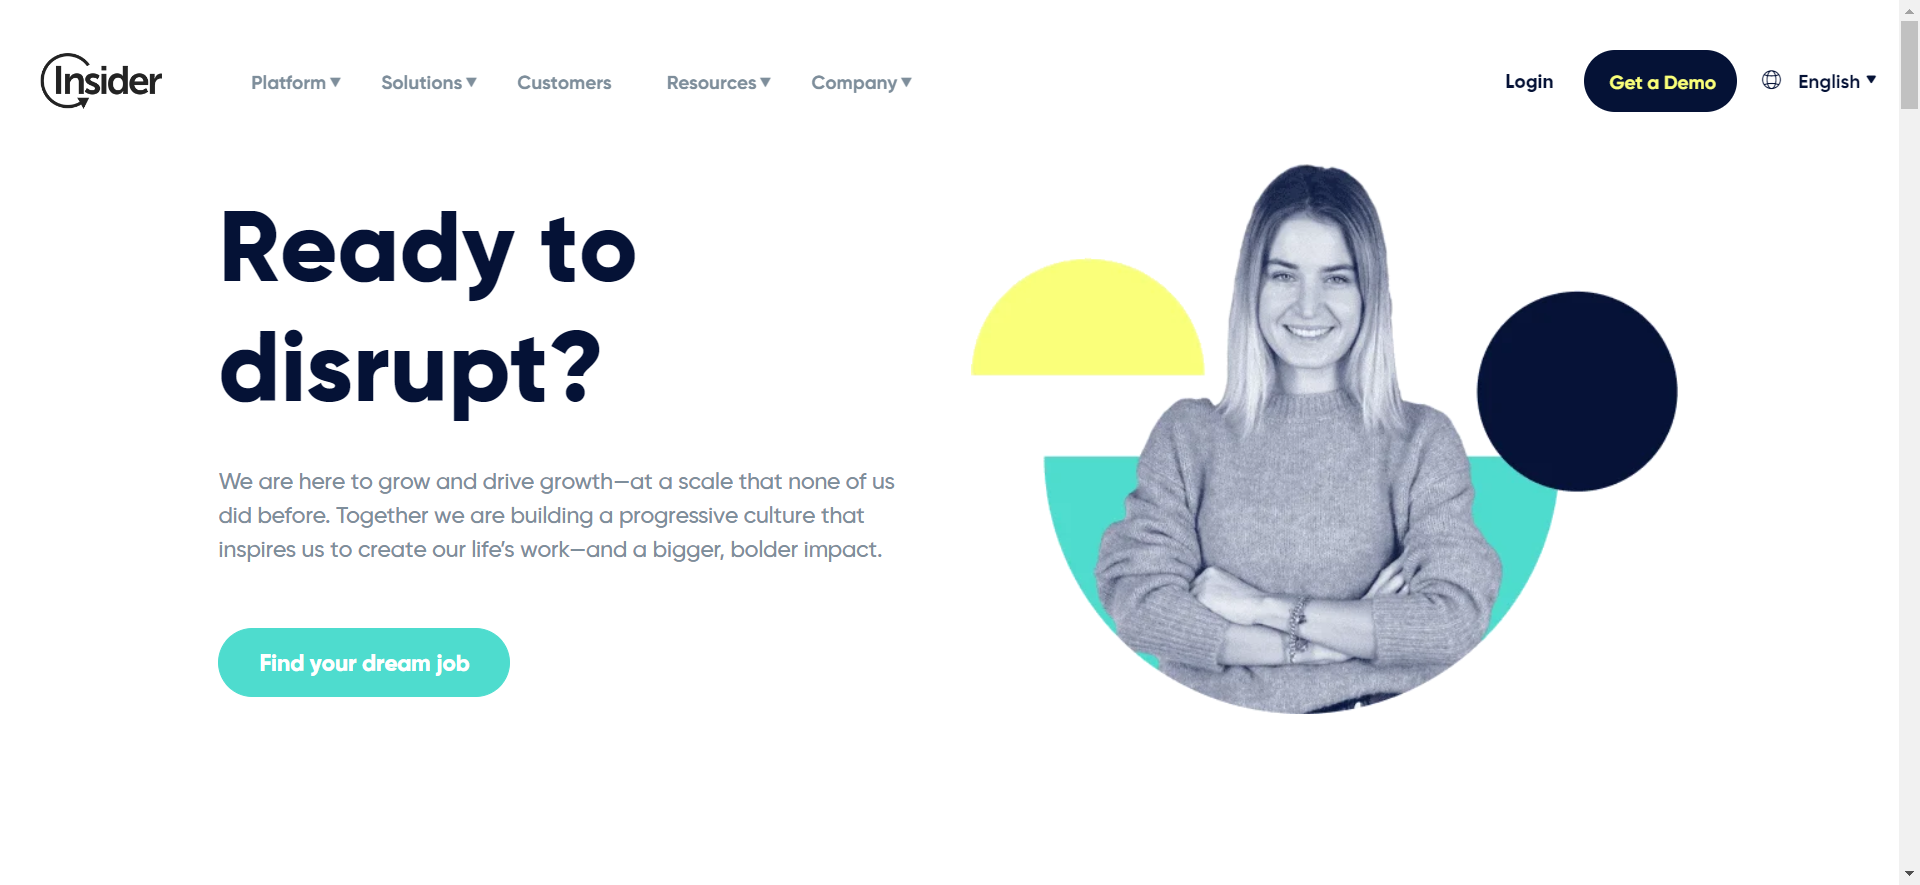 Insider
Platform ▼ Solutions ▼ Customers Resources ▼ Company ▼
Login Get a Demo English ▼
Ready to
disrupt?
We are here to grow and drive growth—at a scale that none of us
did before. Together we are building a progressive culture that
inspires us to create our life's work—and a bigger, bolder impact.
Find your dream job